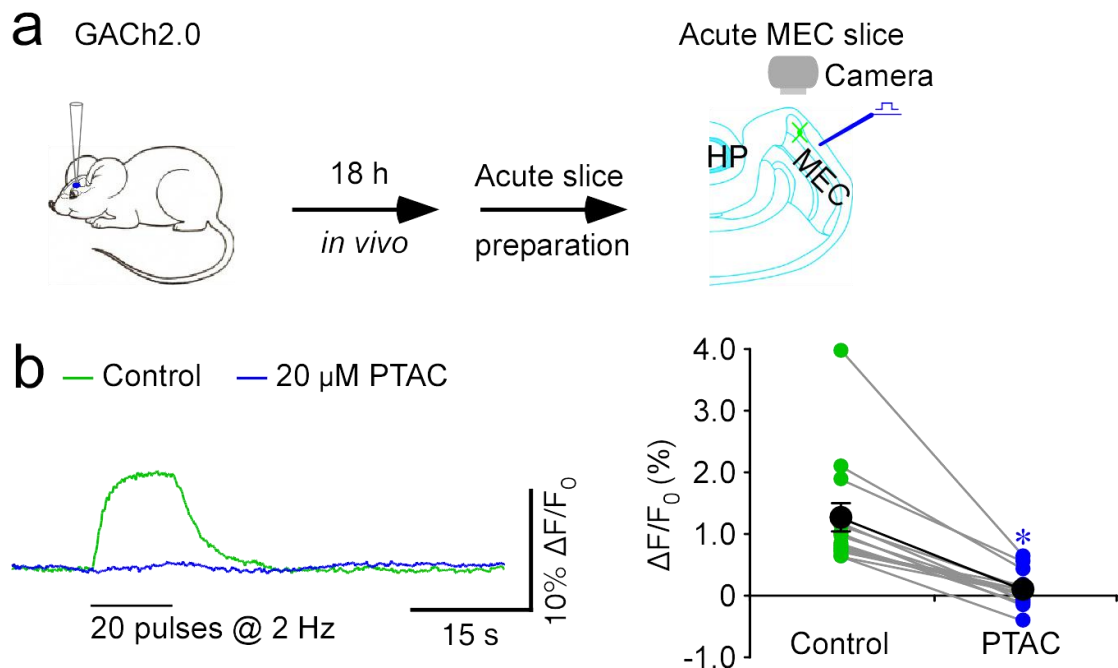 a
GACh2.0
Acute MEC slice
Camera
18 h
in vivo
Acute slice
preparation
HP
MEC
b
Control
20 µM PTAC
10% ΔF/F0
20 pulses @ 2 Hz
15 s
ΔF/F0 (%)
4.0
3.0
2.0
1.0
0
-1.0
*
Control
PTAC